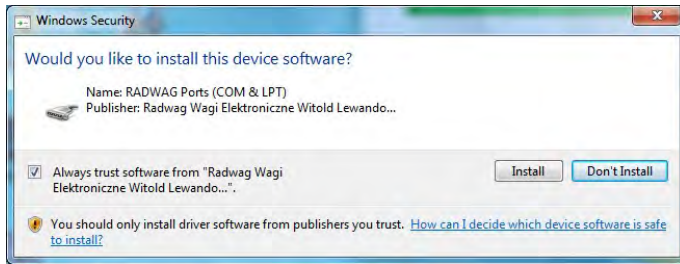 Windows Security
Would you like to install this device software?
Name: RADWAG Ports (COM & LPT)
Publisher: Radwag Wagi Elektroniczne Witold Lewando...
Always trust software from "Radwag Wagi
Elektroniczne Witold Lewando...".
Install
Don't Install
You should only install driver software from publishers you trust. How can I decide which device software is safe
to install?